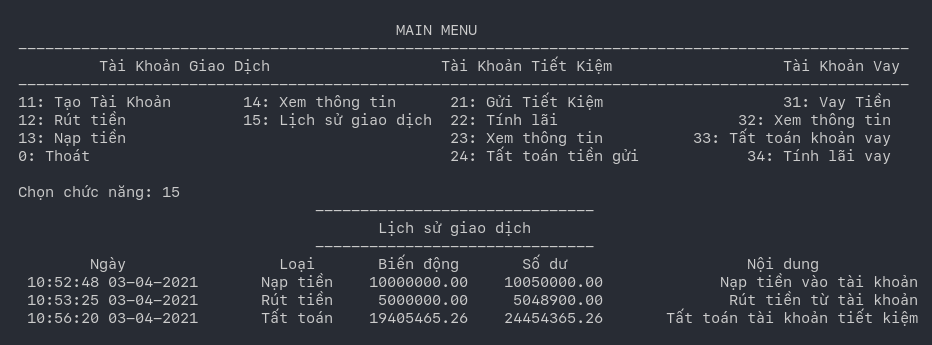 MAIN MENU
Tài Khoản Giao Dịch Tài Khoản Tiết Kiệm Tài Khoản Vay
11: Tạo Tài Khoản 14: Xem thông tin 21: Gửi Tiết Kiệm 31: Vay Tiền
12: Rút tiền 15: Lịch sử giao dịch 22: Tính lãi 32: Xem thông tin
13: Nạp tiền 23: Xem thông tin 33: Tất toán khoản vay
0: Thoát 24: Tất toán tiền gửi 34: Tính lãi vay
Chọn chức năng: 15
Lịch sử giao dịch
Ngày Loại Biến động Số dư Nội dung
10:52:48 03-04-2021 Nạp tiền 10000000.00 10050000.00 Nạp tiền vào tài khoản
10:53:25 03-04-2021 Rút tiền 5000000.00 5048900.00 Rút tiền từ tài khoản
10:56:20 03-04-2021 Tất toán 19405465.26 24454365.26 Tất toán tài khoản tiết kiệm